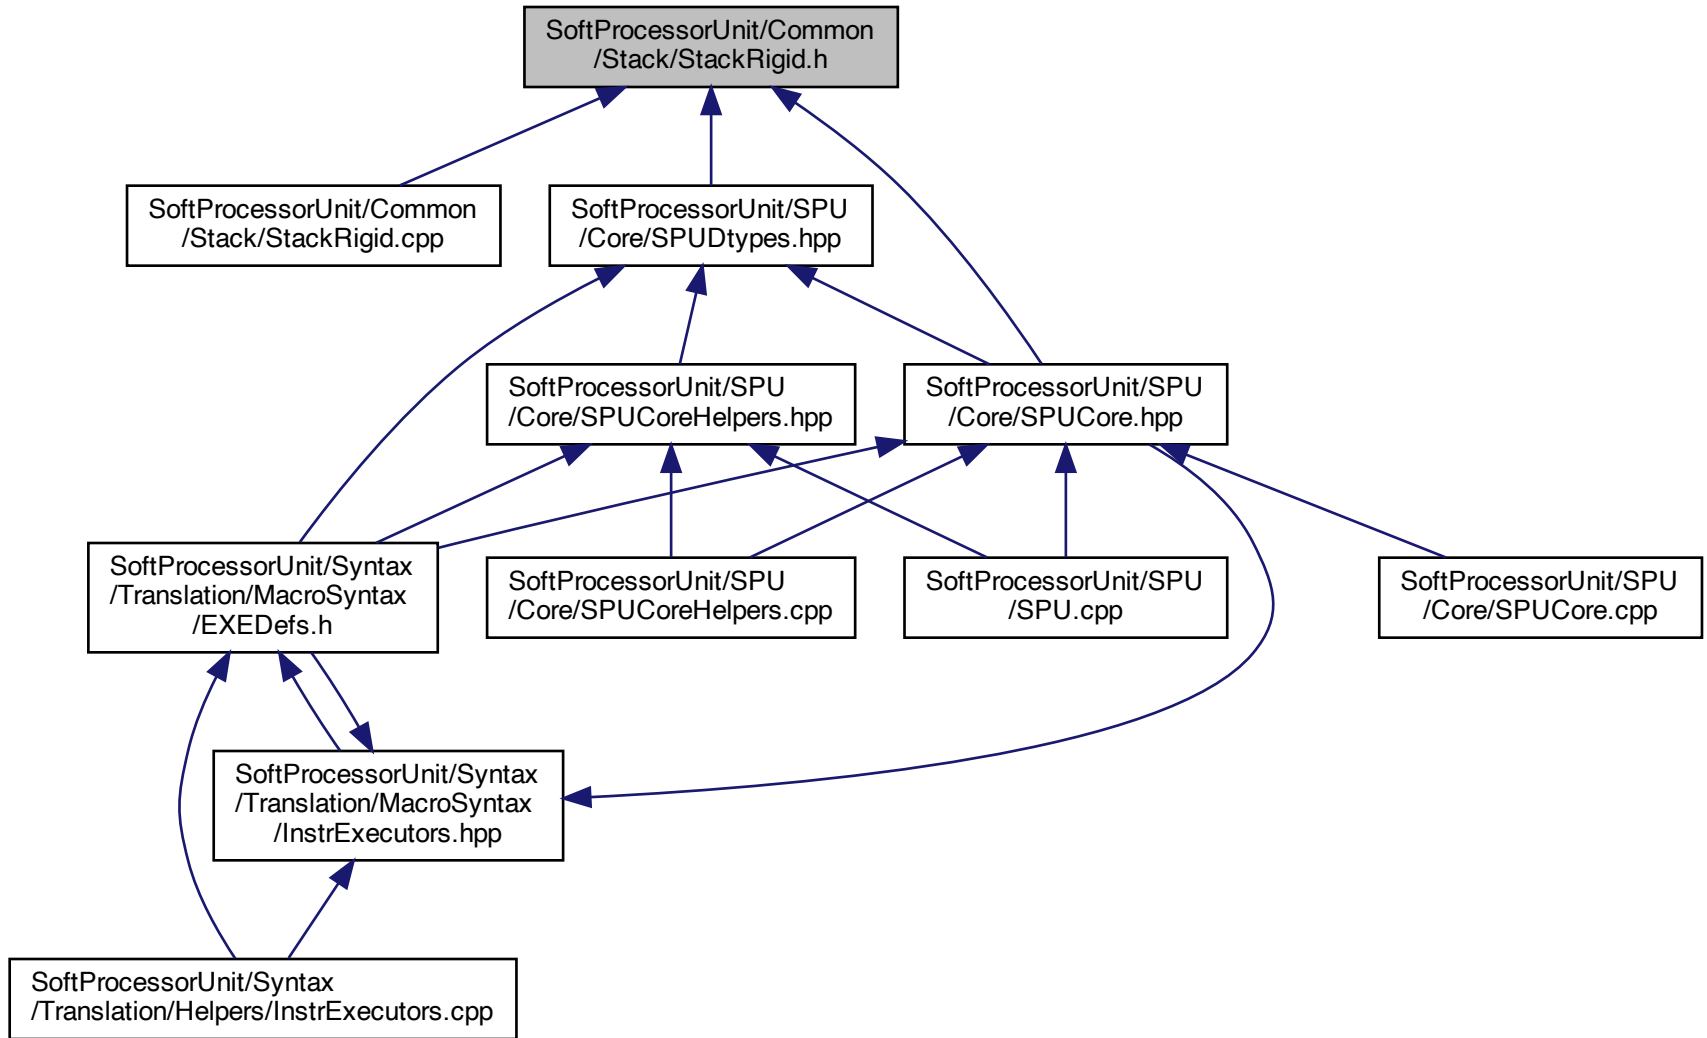 SoftProcessorUnit/Common
/Stack/StackRigid.h
SoftProcessorUnit/Common
/Stack/StackRigid.cpp
SoftProcessorUnit/SPU
/Core/SPUDtypes.hpp
SoftProcessorUnit/SPU
/Core/SPUCoreHelpers.hpp
SoftProcessorUnit/SPU
/Core/SPUCore.hpp
SoftProcessorUnit/Syntax
/Translation/MacroSyntax
/EXEDefs.h
SoftProcessorUnit/SPU
/Core/SPUCoreHelpers.cpp
SoftProcessorUnit/SPU
/SPU.cpp
SoftProcessorUnit/SPU
/Core/SPUCore.cpp
SoftProcessorUnit/Syntax
/Translation/MacroSyntax
/InstrExecutors.hpp
SoftProcessorUnit/Syntax
/Translation/Helpers/InstrExecutors.cpp